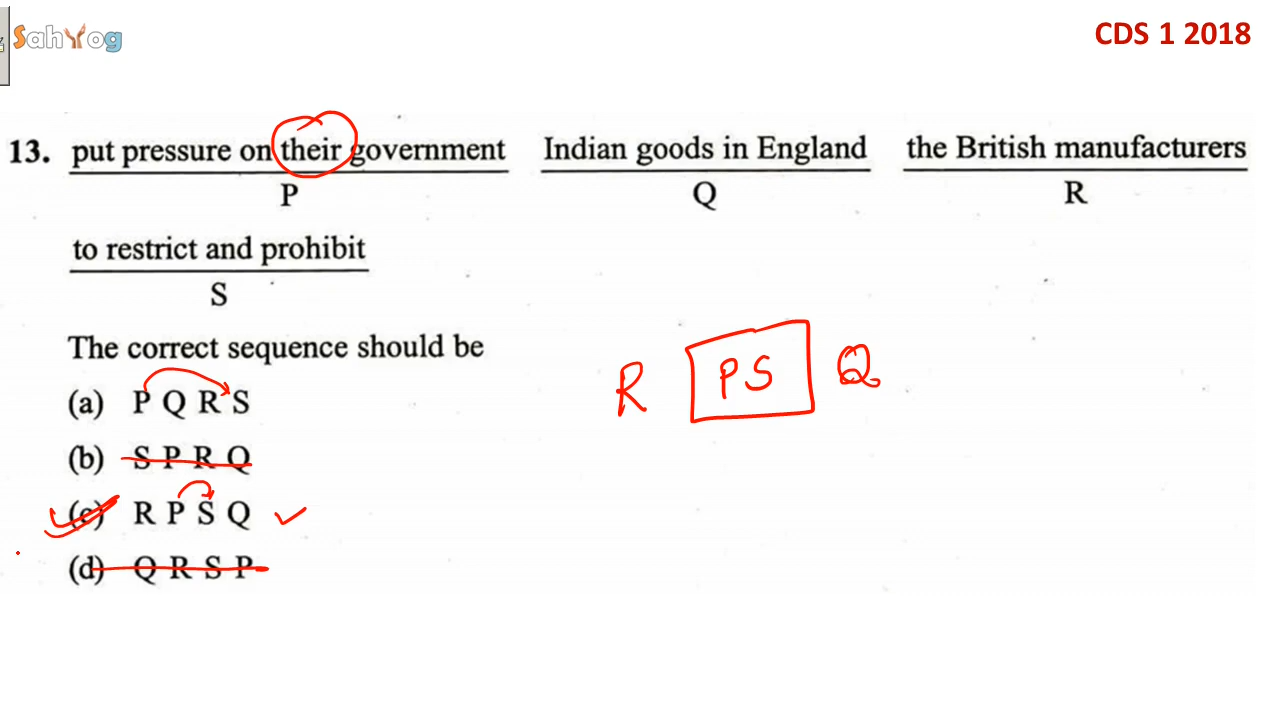 SahYog
CDS 1 2018
13. put pressure on their government Indian goods in England the British manufacturers
P Q R
to restrict and prohibit
S
The correct sequence should be
(a) P Q R S
(b) S P R Q
(c) R P S Q
(d) Q R S P
R PS Q